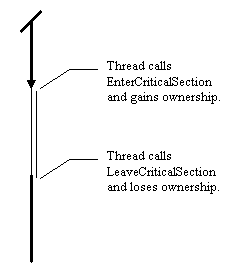 Thread calls
EnterCriticalSection
and gains ownership.
Thread calls
LeaveCriticalSection
and loses ownership.